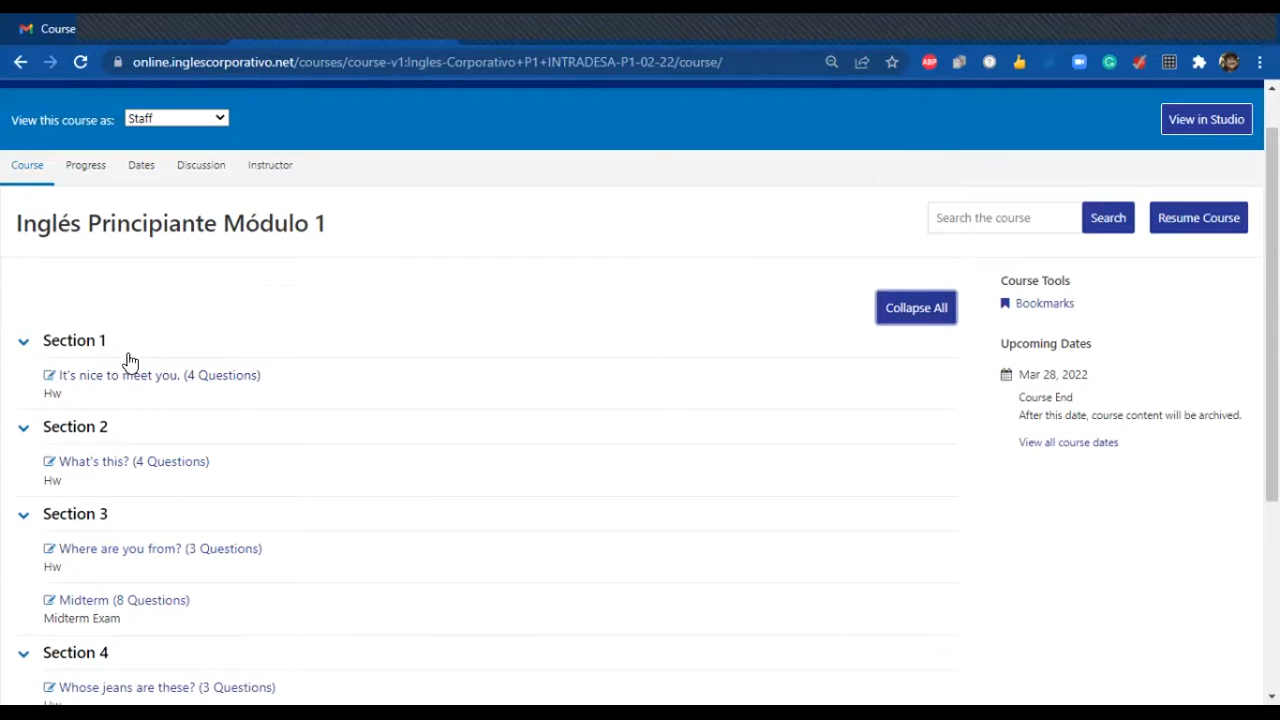 Course
online.inglescorporativo.net/courses/course-v1:Ingles-Corporativo+P1+INTRADESA-P1-02-22/course/
ABP
View this course as: Staff
View in Studio
Course Progress Dates Discussion Instructor
Inglés Principiante Módulo 1
Search the course Search Resume Course
Collapse All
Section 1
It's nice to meet you. (4 Questions)
Hw
Section 2
What's this? (4 Questions)
Hw
Section 3
Where are you from? (3 Questions)
Hw
Midterm (8 Questions)
Midterm Exam
Section 4
Whose jeans are these? (3 Questions)
Hw
Course Tools
Bookmarks
Upcoming Dates
Mar 28, 2022
Course End
After this date, course content will be archived.
View all course dates